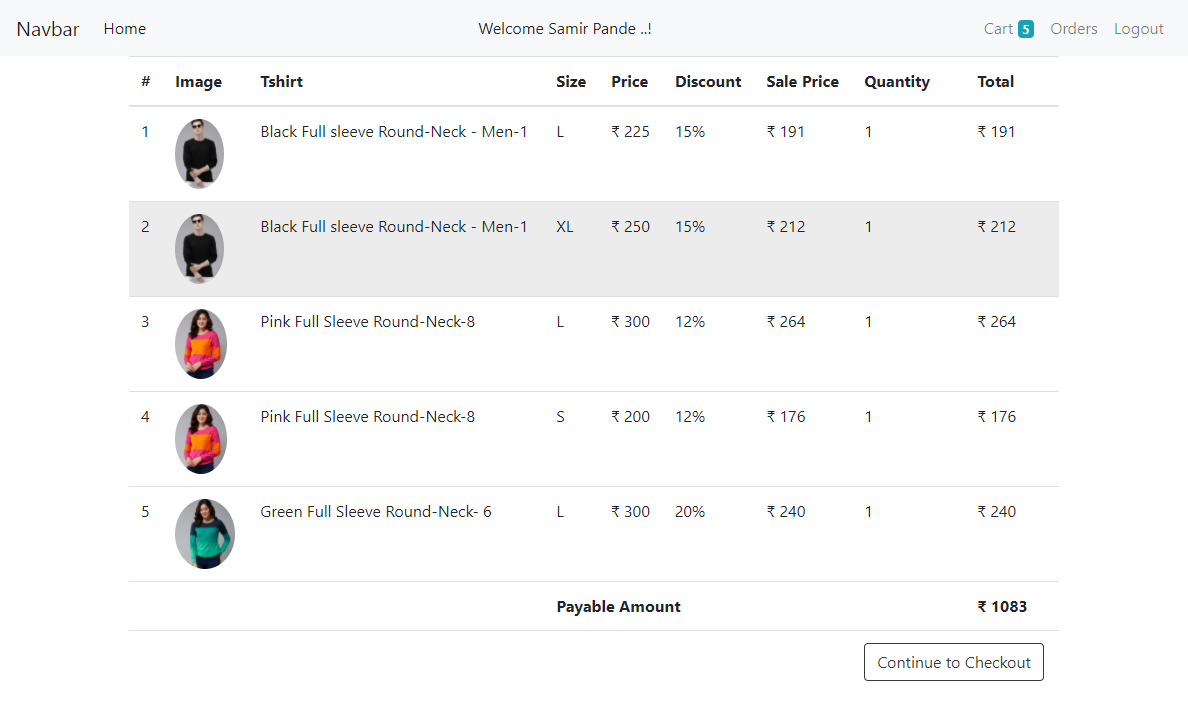 Navbar Home Welcome Samir Pande ..! Cart 5 Orders Logout
# Image Tshirt Size Price Discount Sale Price Quantity Total
1 Black Full sleeve Round-Neck - Men-1 L ₹ 225 15% ₹ 191 1 ₹ 191
2 Black Full sleeve Round-Neck - Men-1 XL ₹ 250 15% ₹ 212 1 ₹ 212
3 Pink Full Sleeve Round-Neck-8 L ₹ 300 12% ₹ 264 1 ₹ 264
4 Pink Full Sleeve Round-Neck-8 S ₹ 200 12% ₹ 176 1 ₹ 176
5 Green Full Sleeve Round-Neck- 6 L ₹ 300 20% ₹ 240 1 ₹ 240
Payable Amount ₹ 1083
Continue to Checkout